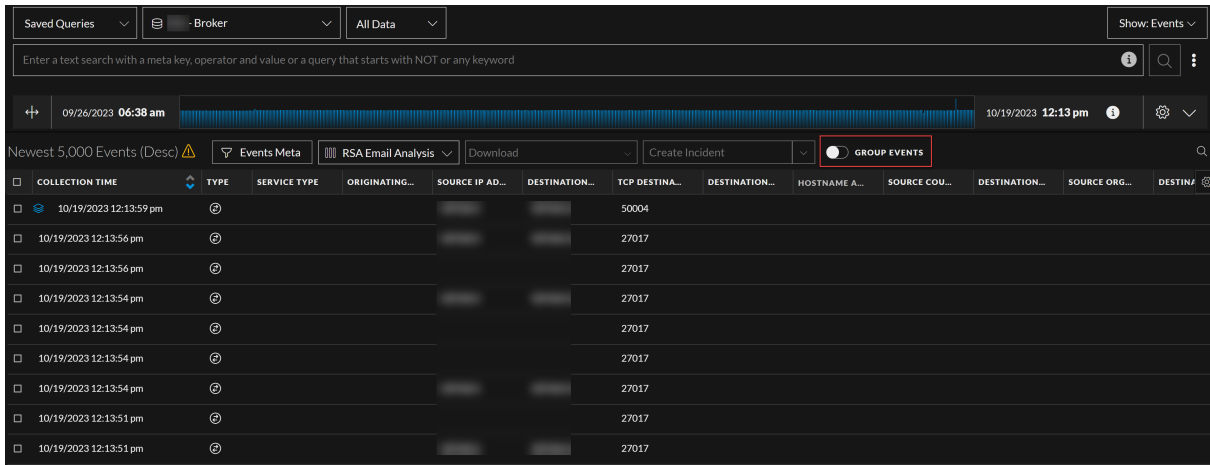 Saved Queries - Broker All Data Show: Events
Enter a text search with a meta key, operator and value or a query that starts with NOT or any keyword
09/26/2023 06:38 am 10/19/2023 12:13 pm
Newest 5,000 Events (Desc) Events Meta RSA Email Analysis Download Create Incident GROUP EVENTS
COLLECTION TIME TYPE SERVICE TYPE ORIGINATING... SOURCE IP AD... DESTINATION... TCP DESTINA... DESTINATION... HOSTNAME A... SOURCE COU... DESTINATION... SOURCE ORG... DESTINA
10/19/2023 12:13:59 pm 50004
10/19/2023 12:13:56 pm 27017
10/19/2023 12:13:56 pm 27017
10/19/2023 12:13:54 pm 27017
10/19/2023 12:13:54 pm 27017
10/19/2023 12:13:54 pm 27017
10/19/2023 12:13:54 pm 27017
10/19/2023 12:13:51 pm 27017
10/19/2023 12:13:51 pm 27017